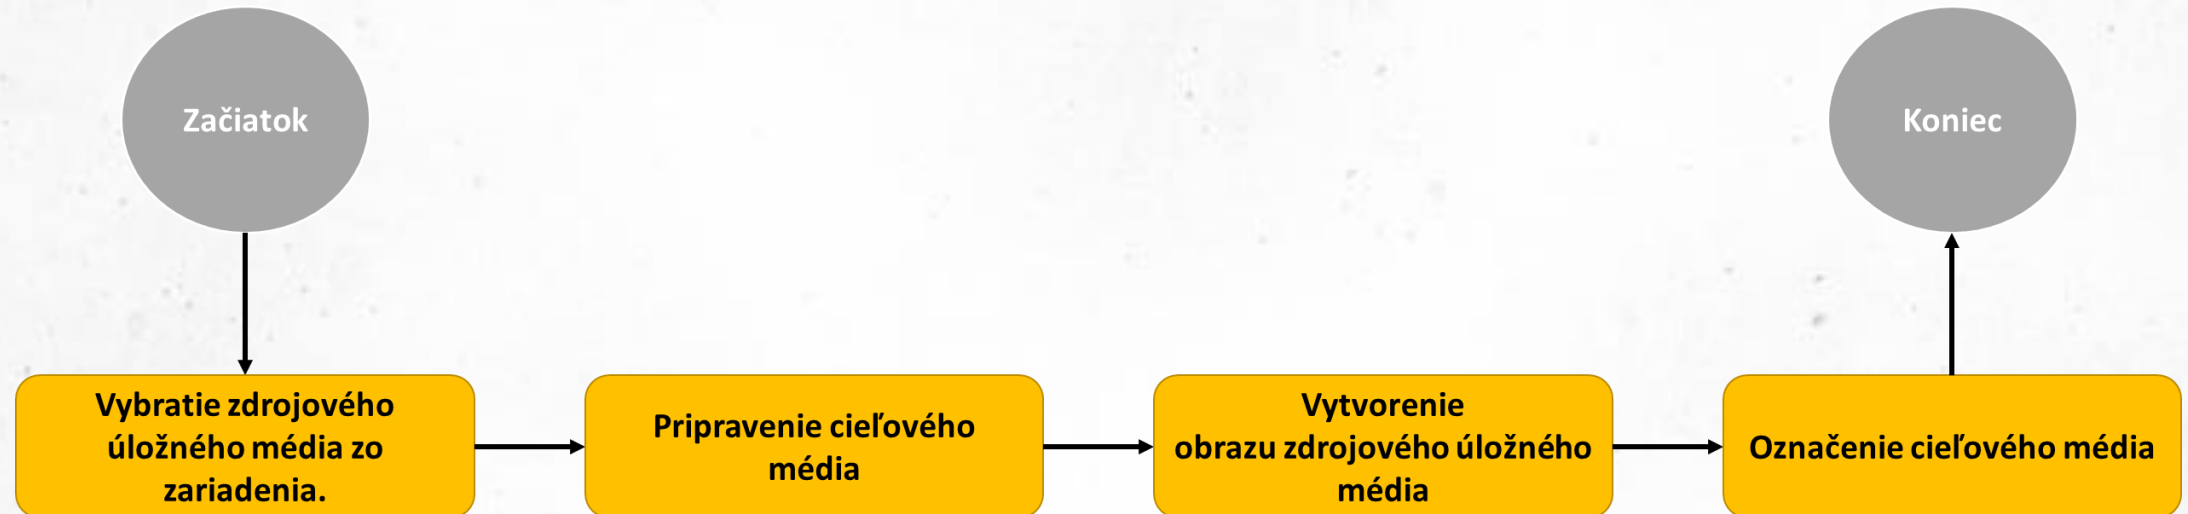 Začiatok
Koniec
Vybratie zdrojového
úložného média zo
zariadenia.
Pripravenie cieľového
média
Vytvorenie
obrazu zdrojového úložného
média
Označenie cieľového média